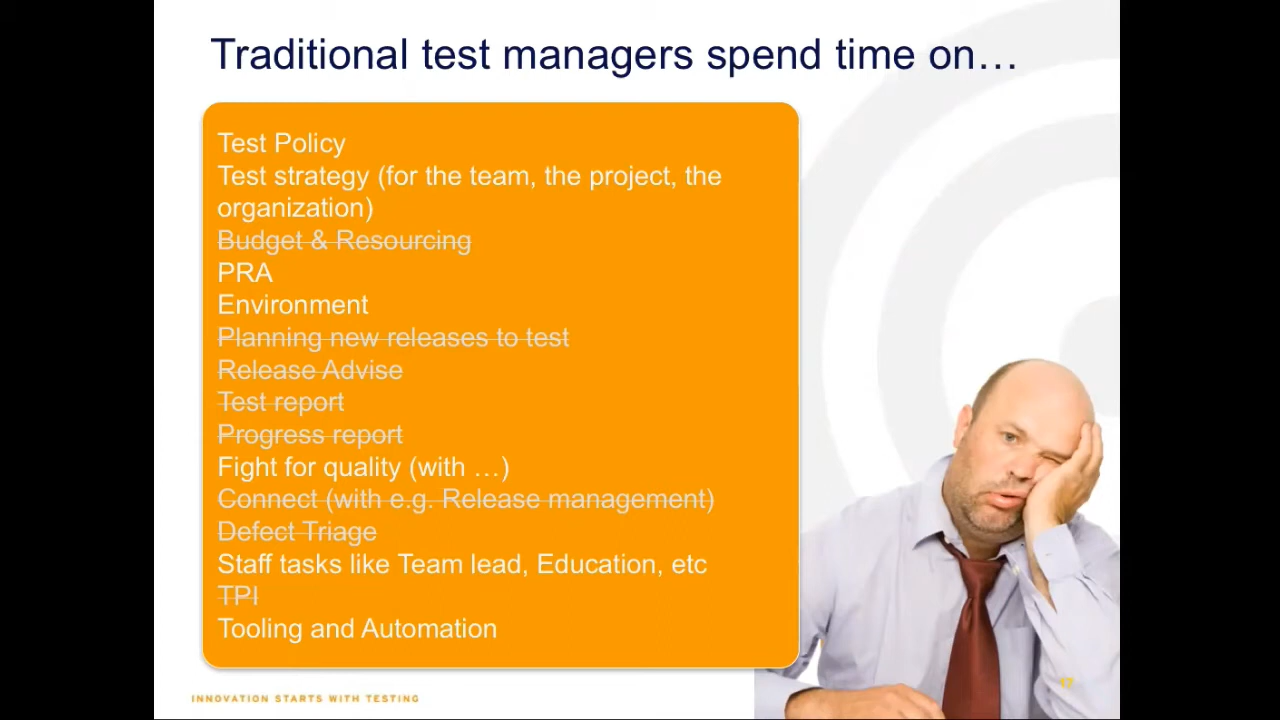 Traditional test managers spend time on…
Test Policy
Test strategy (for the team, the project, the
organization)
Budget & Resourcing
PRA
Environment
Planning new releases to test
Release Advise
Test report
Progress report
Fight for quality (with …)
Connect (with e.g. Release management)
Defect Triage
Staff tasks like Team lead, Education, etc
TPI
Tooling and Automation
INNOVATION STARTS WITH TESTING
17